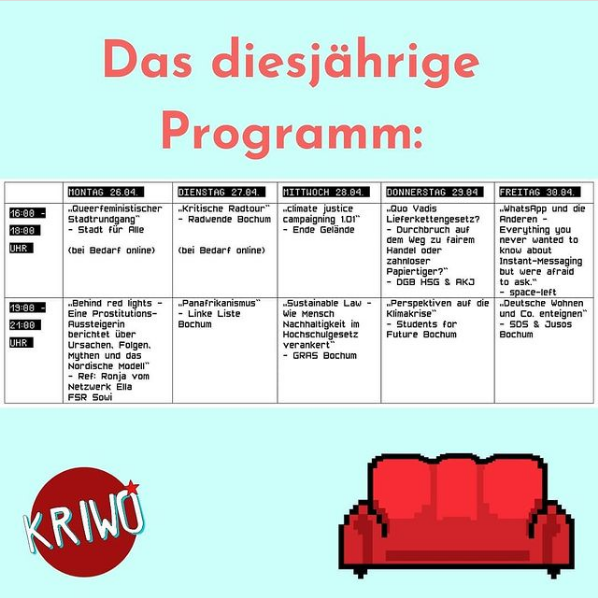 Das diesjährige
Programm:
MONTAG 26.04.
DIENSTAG 27.04.
MITTWOCH 28.04.
DONNERSTAG 29.04
FREITAG 30.04.
16:00 -
18:00
UHR
„Queerfeministischer
Stadtrundgang"
- Stadt für Alle
(bei Bedarf online)
„Kritische Radtour"
- Radwende Bochum
(bei Bedarf online)
„climate justice
campaigning 1.01"
- Ende Gelände
„Quo Vadis
Lieferkettengesetz?
- Durchbruch auf
dem Weg zu fairem
Handel oder
zahnloser
Papiertiger?"
- DGB HSG & AKJ
„WhatsApp und die
Anderen -
Everything you
never wanted to
know about
Instant-Messaging
but were afraid
to ask."
- space-left
19:00 -
21:00
UHR
„Behind red lights -
Eine Prostitutions-
Aussteigerin
berichtet über
Ursachen, Folgen,
Mythen und das
Nordische Modell"
- Ref: Ronja vom
Netzwerk Ella
FSR Sowi
„Panafrikanismus"
- Linke Liste
Bochum
„Sustainable Law -
Wie Mensch
Nachhaltigkeit im
Hochschulgesetz
verankert"
- GRAS Bochum
„Perspektiven auf die
Klimakrise"
- Students for
Future Bochum
„Deutsche Wohnen
und Co. enteignen"
- SDS & Jusos
Bochum
KRIWO